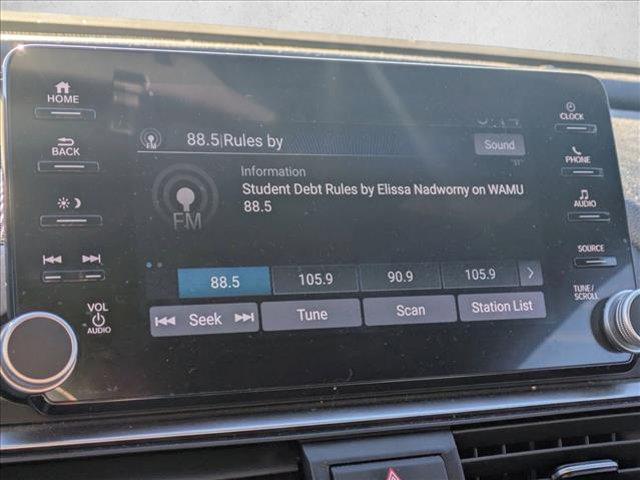 HOME
BACK
VOL
AUDIO
FM
88.5 Rules by
Sound
Information
Student Debt Rules by Elissa Nadworny on WAMU
88.5
FM
88.5
105.9
90.9
105.9
Seek
Tune
Scan
Station List
CLOCK
PHONE
AUDIO
SOURCE
TUNE/
SCROLL